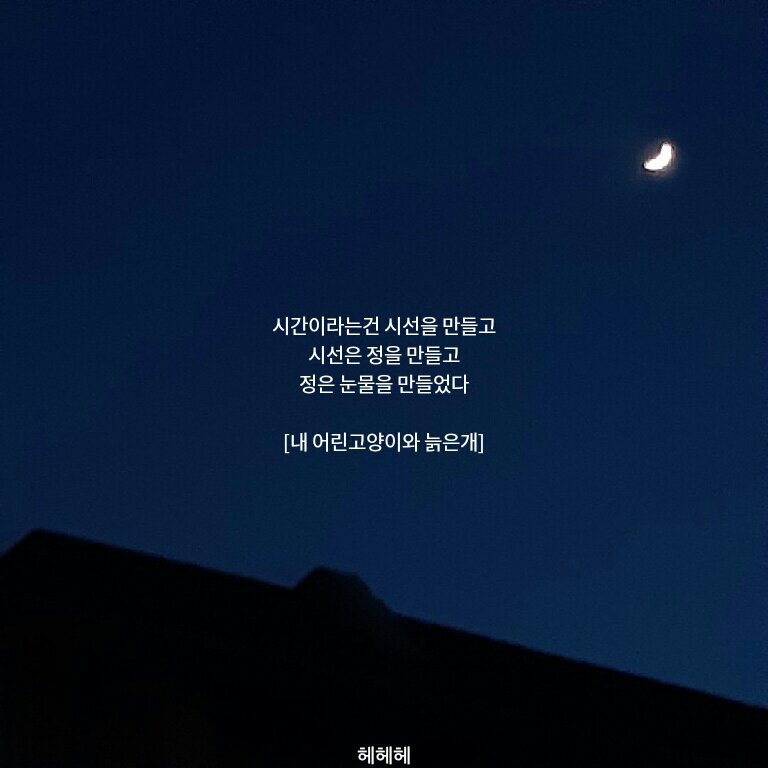 시간이라는건 시선을 만들고
시선은 정을 만들고
정은 눈물을 만들었다
[내 어린고양이와 늙은개]
헤헤헤